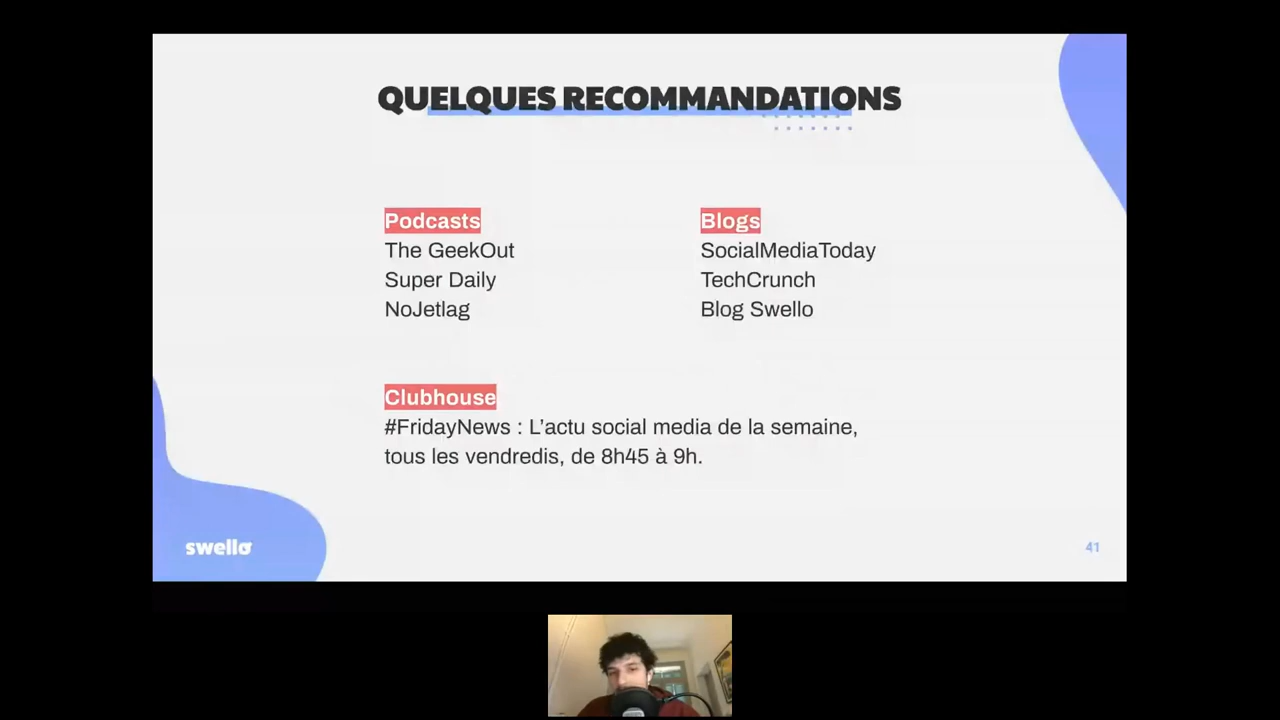 QUELQUES RECOMMANDATIONS
Podcasts
The GeekOut
Super Daily
NoJetlag
Blogs
SocialMediaToday
TechCrunch
Blog Swello
Clubhouse
#FridayNews : L’actu social media de la semaine,
tous les vendredis, de 8h45 à 9h.
swello
41